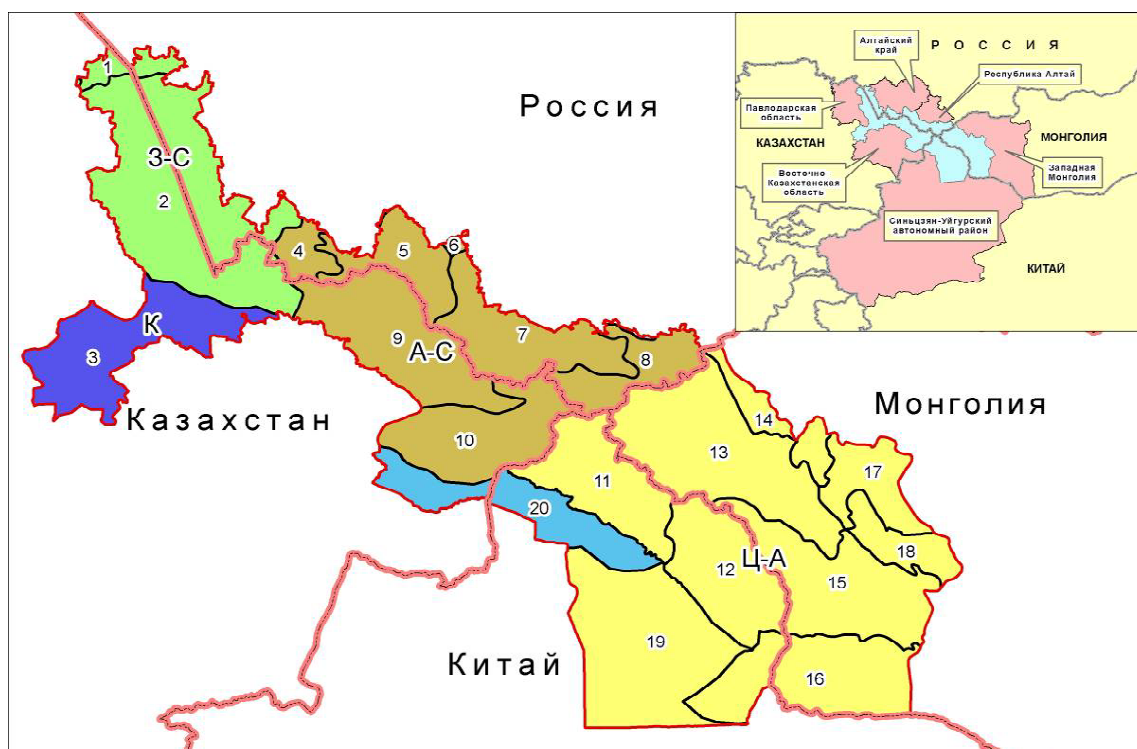 1
З-С
2
К
3
4
5
6
7
8
9
А-С
10
11
12
Ц-А
13
14
15
16
17
18
19
20
Россия
Казахстан
Монголия
Китай
Алтайский
край
РОССИЯ
Республика Алтай
Павлодарская
область
КАЗАХСТАН
МОНГОЛИЯ
Восточно
Казахстанская
область
Западная
Монголия
Синьцзян-Уйгурский
автономный район
КИТАЙ